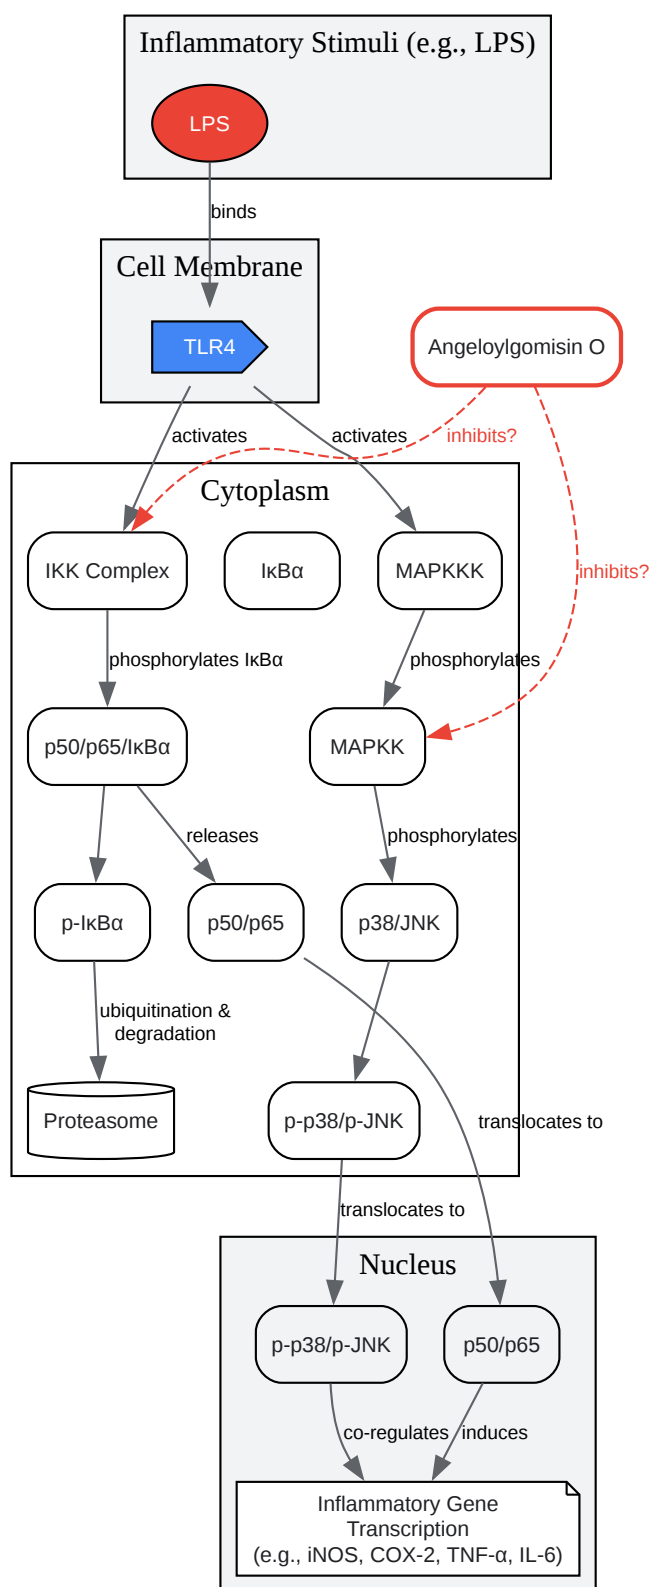 Inflammatory Stimuli (e.g., LPS)
LPS
binds
Cell Membrane
TLR4
Angeloylgomisin O
activates
activates
inhibits?
Cytoplasm
IKK Complex
IκBα
MAPKKK
inhibits?
phosphorylates IκBα
phosphorylates
p50/p65/IκBα
MAPKK
releases
phosphorylates
p-IκBα
p50/p65
p38/JNK
ubiquitination &
degradation
Proteasome
p-p38/p-JNK
translocates to
translocates to
Nucleus
p-p38/p-JNK
p50/p65
co-regulates
induces
Inflammatory Gene
Transcription
(e.g., iNOS, COX-2, TNF-α, IL-6)